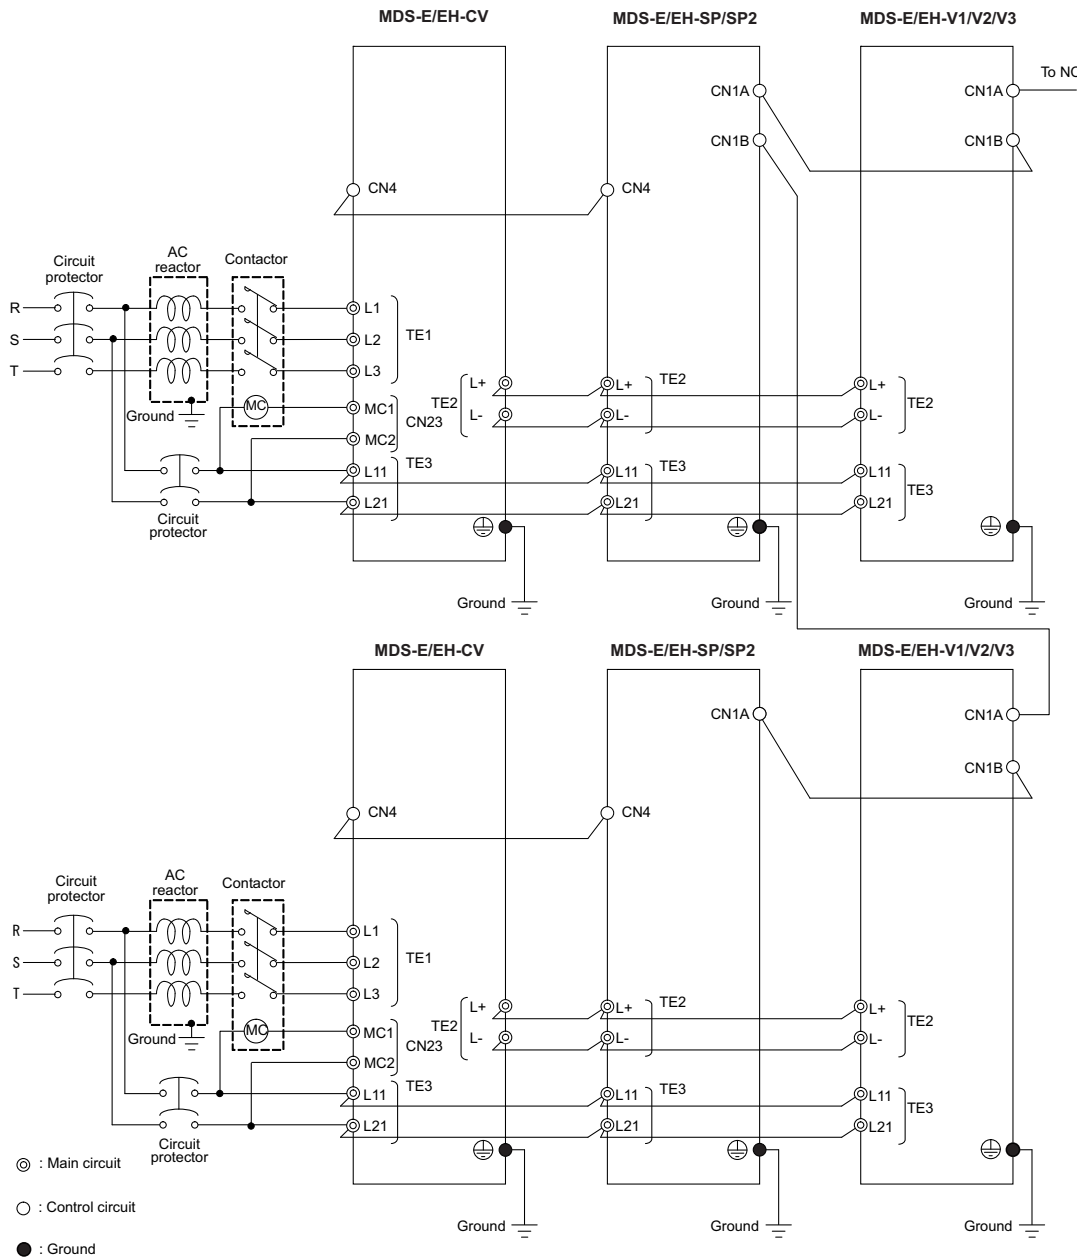 MDS-E/EH-CV
MDS-E/EH-SP/SP2
MDS-E/EH-V1/V2/V3
To NC
CN1A
CN1A
CN1B
CN1B
CN4
CN4
Circuit
protector
AC
reactor
Contactor
R
S
T
L1
L2
L3
TE1
Ground
MC
MC1
MC2
CN23
TE2
L+
L-
L+
L-
TE2
L+
L-
TE2
L11
L21
TE3
L11
L21
TE3
L11
L21
TE3
Circuit
protector
Ground
Ground
Ground
MDS-E/EH-CV
MDS-E/EH-SP/SP2
MDS-E/EH-V1/V2/V3
CN1A
CN1A
CN1B
CN4
CN4
Circuit
protector
AC
reactor
Contactor
R
S
T
L1
L2
L3
TE1
Ground
MC
MC1
MC2
CN23
TE2
L+
L-
L+
L-
TE2
L+
L-
TE2
L11
L21
TE3
L11
L21
TE3
L11
L21
TE3
Circuit
protector
Ground
Ground
Ground
: Main circuit
: Control circuit
: Ground